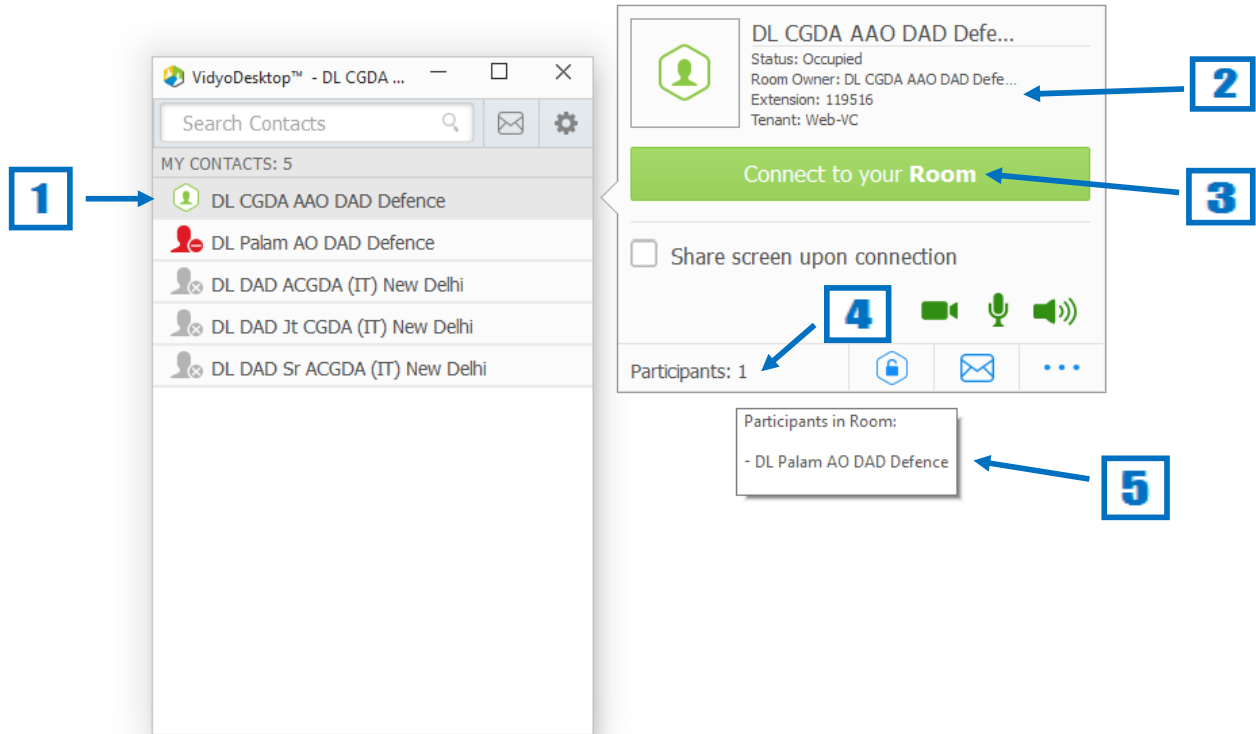 VidyoDesktop™ - DL CGDA ...
Search Contacts
MY CONTACTS: 5
1
DL CGDA AAO DAD Defence
DL Palam AO DAD Defence
DL DAD ACGDA (IT) New Delhi
DL DAD Jt CGDA (IT) New Delhi
DL DAD Sr ACGDA (IT) New Delhi
DL CGDA AAO DAD Defe...
Status: Occupied
Room Owner: DL CGDA AAO DAD Defe...
Extension: 119516
Tenant: Web-VC
2
Connect to your Room
3
Share screen upon connection
4
Participants: 1
Participants in Room:
- DL Palam AO DAD Defence
5